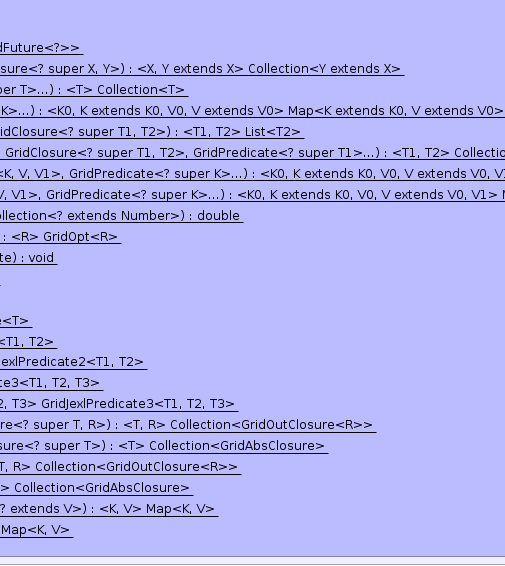 dFuture<?>>
sure<? super X, Y>) : <X, Y extends X> Collection<Y extends X>
per T>...) : <T> Collection<T>
K>...) : <K0, K extends K0, V0, V extends V0> Map<K extends K0, V extends V0>
idClosure<? super T1, T2>) : <T1, T2> List<T2>
GridClosure<? super T1, T2>, GridPredicate<? super T1>...) : <T1, T2> Collectio
<K, V, V1>, GridPredicate<? super K>...) : <K0, K extends K0, V0, V extends V0, V
V, V1>, GridPredicate<? super K>...) : <K0, K extends K0, V0, V extends V0, V1> M
ollection<? extends Number>) : double
: <R> GridOpt<R>
te) : void
e<T>
<T1, T2>
JexlPredicate2<T1, T2>
te3<T1, T2, T3>
2, T3> GridJexlPredicate3<T1, T2, T3>
re<? super T, R>) : <T, R> Collection<GridOutClosure<R>>
sure<? super T>) : <T> Collection<GridAbsClosure>
T, R> Collection<GridOutClosure<R>>
> Collection<GridAbsClosure>
? extends V>) : <K, V> Map<K, V>
Map<K, V>